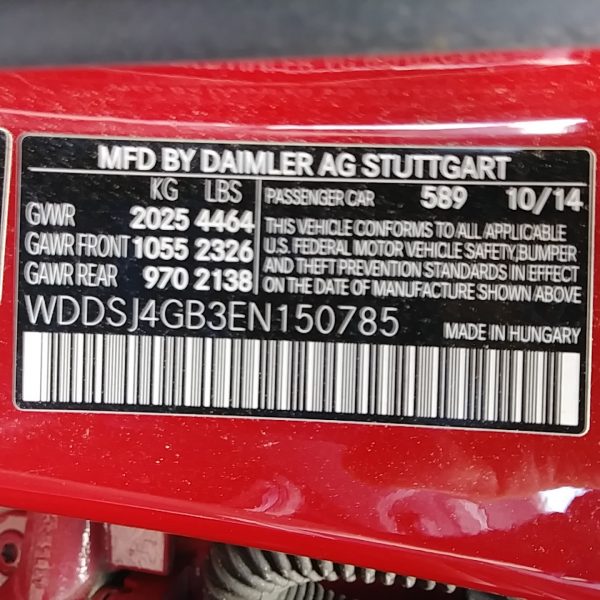 MFD BY DAIMLER AG STUTTGART
KG LBS
GVWR 2025 4464
GAWR FRONT 1055 2326
GAWR REAR 970 2138
PASSENGER CAR 589 10/14
THIS VEHICLE CONFORMS TO ALL APPLICABLE
U.S. FEDERAL MOTOR VEHICLE SAFETY, BUMPER
AND THEFT PREVENTION STANDARDS IN EFFECT
ON THE DATE OF MANUFACTURE SHOWN ABOVE.
WDDSJ4GB3EN150785
MADE IN HUNGARY